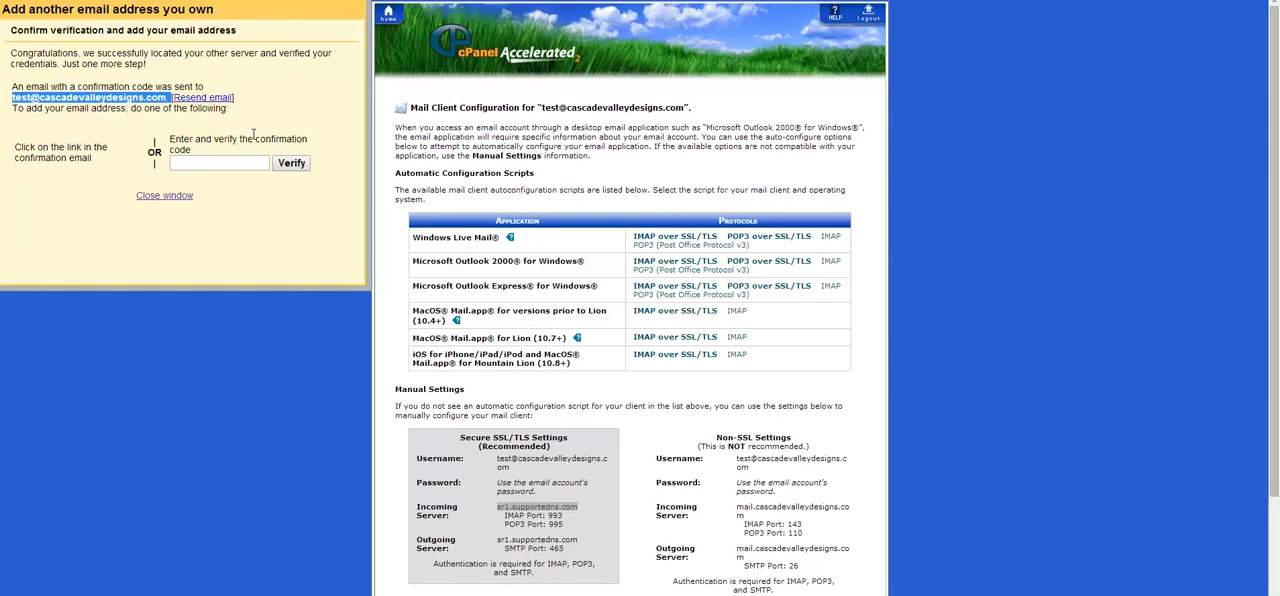 Add another email address you own
Confirm verification and add your email address
Congratulations, we successfully located your other server and verified your
credentials. Just one more step!
An email with a confirmation code was sent to
test@cascadevalleydesigns.com. [Resend email]
To add your email address, do one of the following:
Click on the link in the
confirmation email
| OR |
Enter and verify the confirmation
code
Verify
Close window
home
HELP
logout
cPanel Accelerated2
Mail Client Configuration for “test@cascadevalleydesigns.com”.
When you access an email account through a desktop email application such as “Microsoft Outlook 2000® for Windows®”,
the email application will require specific information about your email account. You can use the auto-configure options
below to attempt to automatically configure your email application. If the available options are not compatible with your
application, use the Manual Settings information.
Automatic Configuration Scripts
The available mail client autoconfiguration scripts are listed below. Select the script for your mail client and operating
system.
APPLICATION PROTOCOLS
Windows Live Mail® IMAP over SSL/TLS POP3 over SSL/TLS IMAP
POP3 (Post Office Protocol v3)
Microsoft Outlook 2000® for Windows® IMAP over SSL/TLS POP3 over SSL/TLS IMAP
POP3 (Post Office Protocol v3)
Microsoft Outlook Express® for Windows® IMAP over SSL/TLS POP3 over SSL/TLS IMAP
POP3 (Post Office Protocol v3)
MacOS® Mail.app® for versions prior to Lion
(10.4+)
IMAP over SSL/TLS IMAP
MacOS® Mail.app® for Lion (10.7+) IMAP over SSL/TLS IMAP
iOS for iPhone/iPad/iPod and MacOS®
Mail.app® for Mountain Lion (10.8+)
IMAP over SSL/TLS IMAP
Manual Settings
If you do not see an automatic configuration script for your client in the list above, you can use the settings below to
manually configure your mail client:
Secure SSL/TLS Settings
(Recommended)
Username: test@cascadevalleydesigns.c
om
Password: Use the email account’s
password.
Incoming sr1.supportedns.com
Server: IMAP Port: 993
POP3 Port: 995
Outgoing sr1.supportedns.com
Server: SMTP Port: 465
Authentication is required for IMAP, POP3,
and SMTP.
Non-SSL Settings
(This is NOT recommended.)
Username: test@cascadevalleydesigns.c
om
Password: Use the email account’s
password.
Incoming mail.cascadevalleydesigns.co
Server: m
IMAP Port: 143
POP3 Port: 110
Outgoing mail.cascadevalleydesigns.co
Server: m
SMTP Port: 26
Authentication is required for IMAP, POP3,
and SMTP.